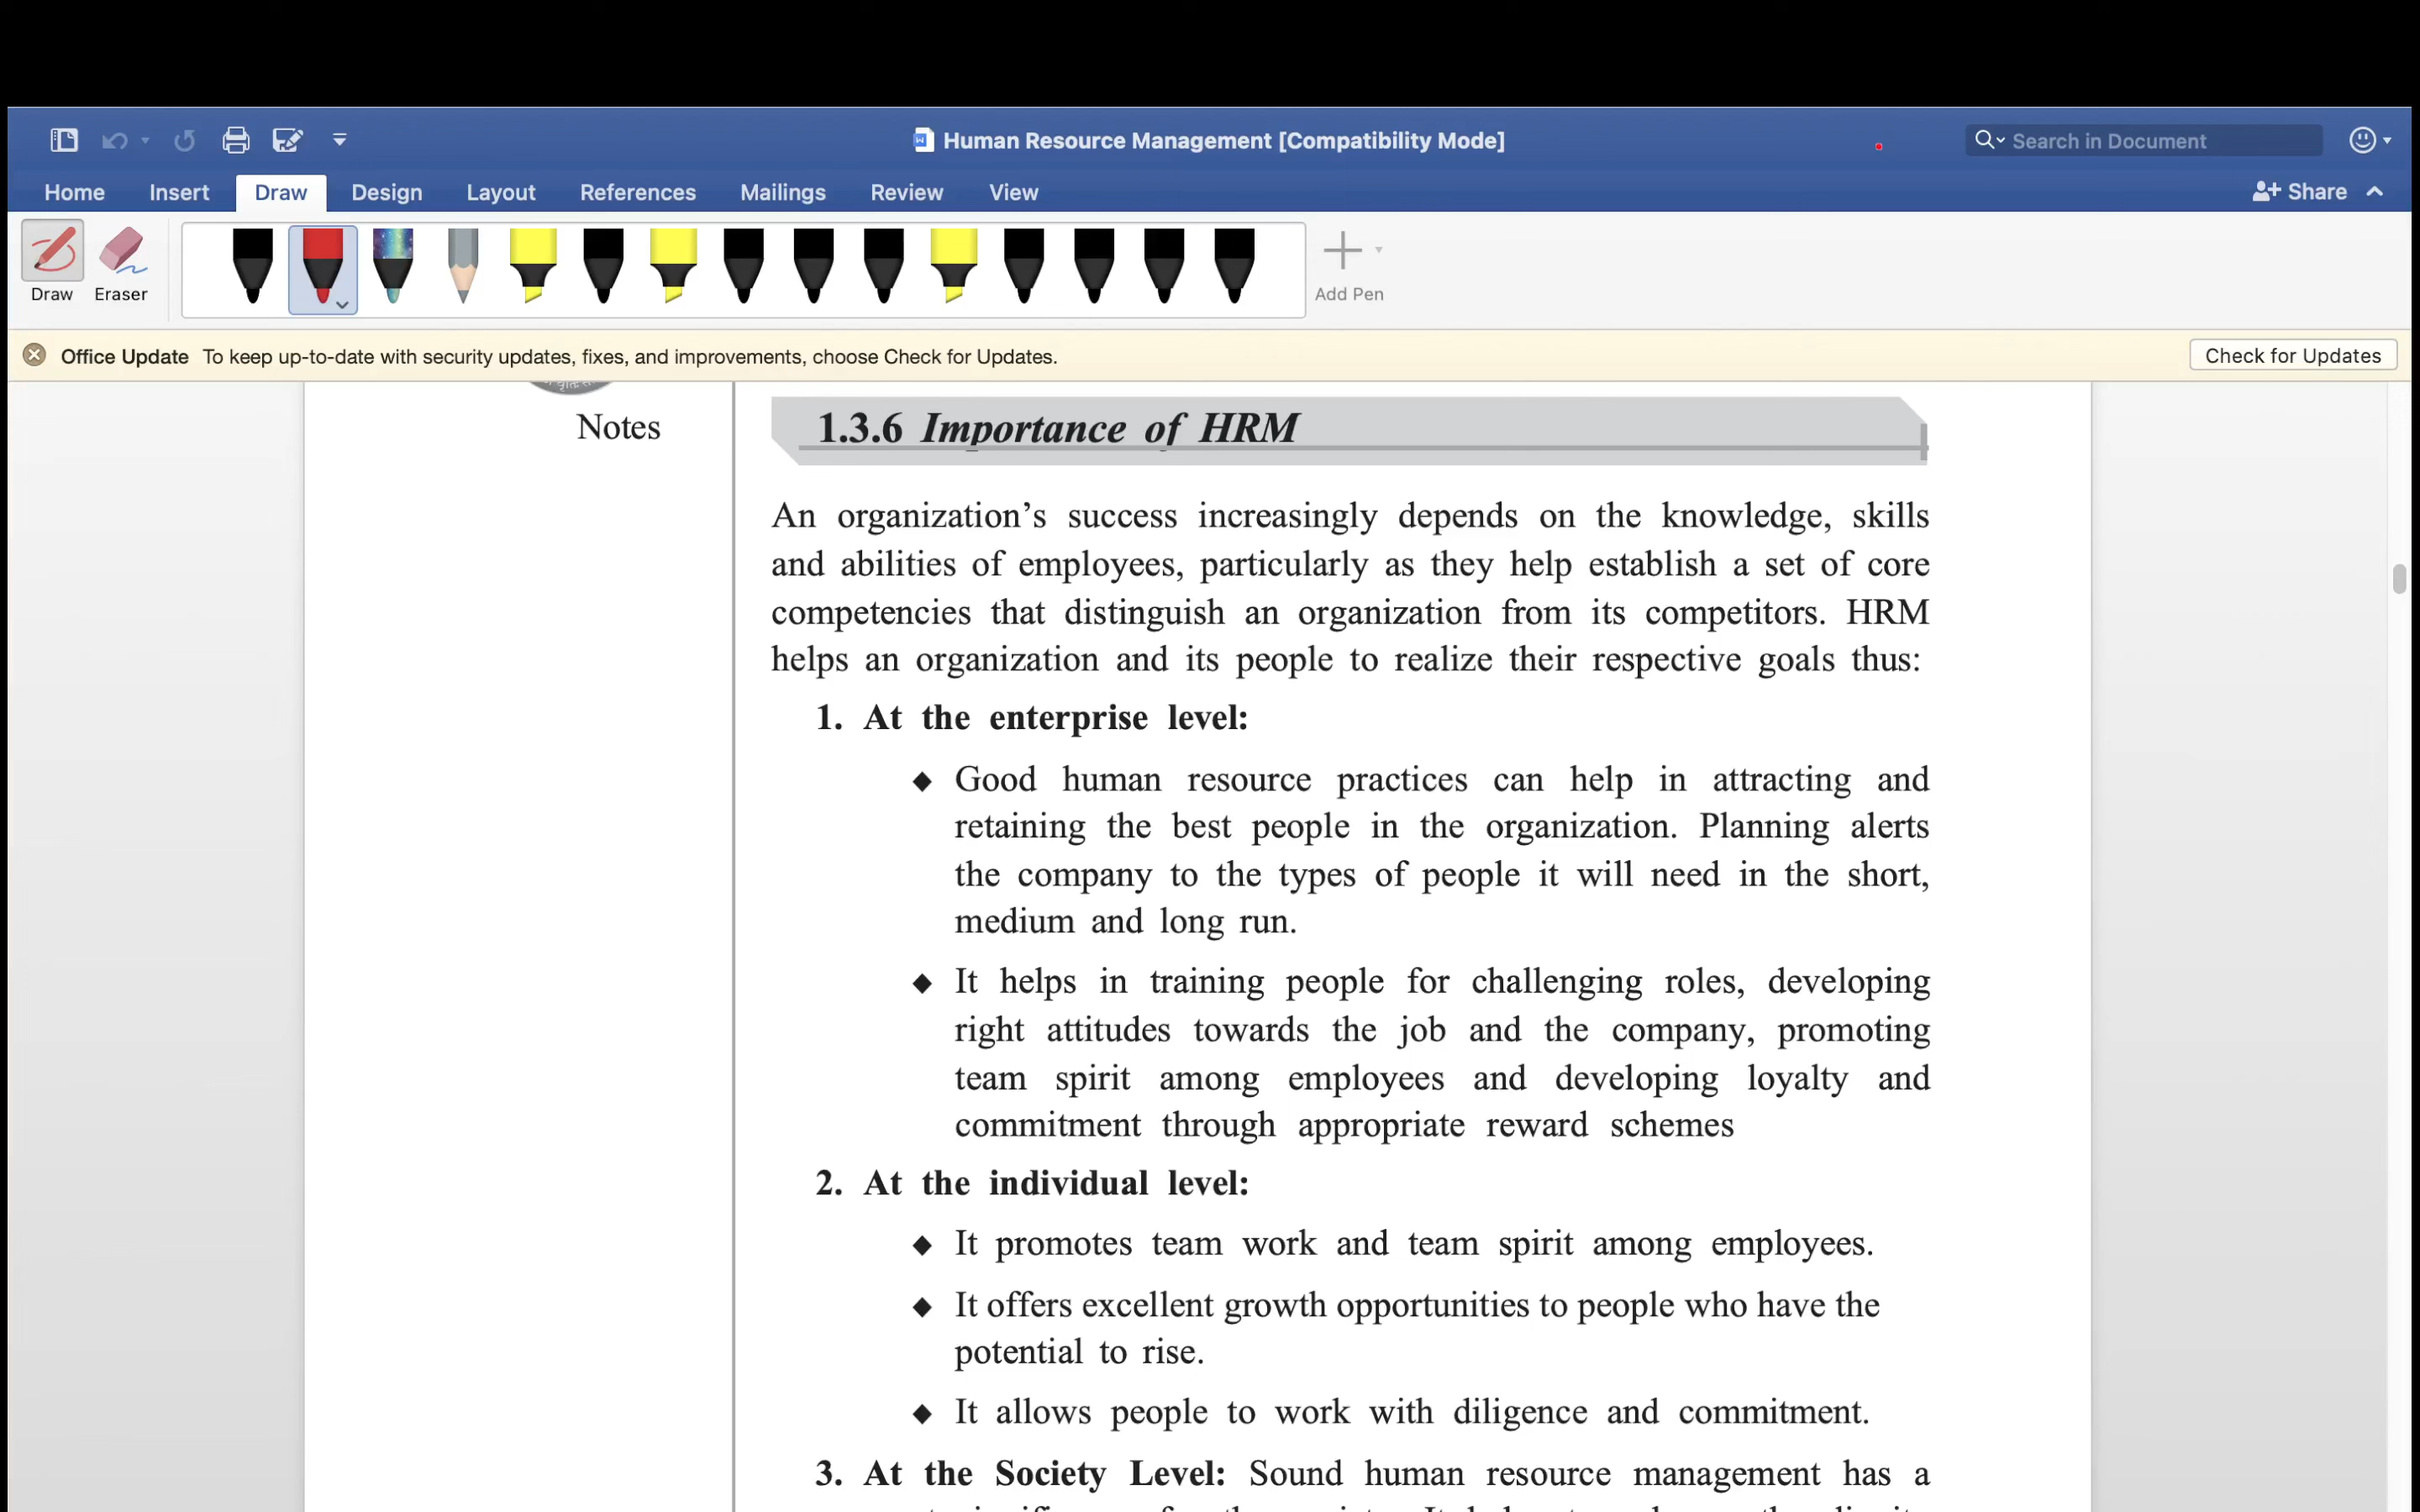 Human Resource Management [Compatibility Mode]
Search in Document
Home Insert Draw Design Layout References Mailings Review View
Share
Draw
Eraser
Add Pen
Office Update To keep up-to-date with security updates, fixes, and improvements, choose Check for Updates.
Check for Updates
Notes
1.3.6 Importance of HRM
An organization’s success increasingly depends on the knowledge, skills
and abilities of employees, particularly as they help establish a set of core
competencies that distinguish an organization from its competitors. HRM
helps an organization and its people to realize their respective goals thus:
1. At the enterprise level:
◆ Good human resource practices can help in attracting and
retaining the best people in the organization. Planning alerts
the company to the types of people it will need in the short,
medium and long run.
◆ It helps in training people for challenging roles, developing
right attitudes towards the job and the company, promoting
team spirit among employees and developing loyalty and
commitment through appropriate reward schemes
2. At the individual level:
◆ It promotes team work and team spirit among employees.
◆ It offers excellent growth opportunities to people who have the
potential to rise.
◆ It allows people to work with diligence and commitment.
3. At the Society Level: Sound human resource management has a